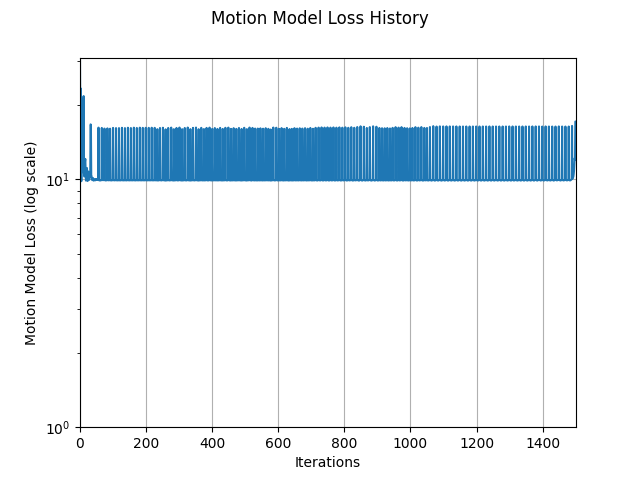 Motion Model Loss History
Motion Model Loss (log scale)
10¹
10⁰
0 200 400 600 800 1000 1200 1400
Iterations